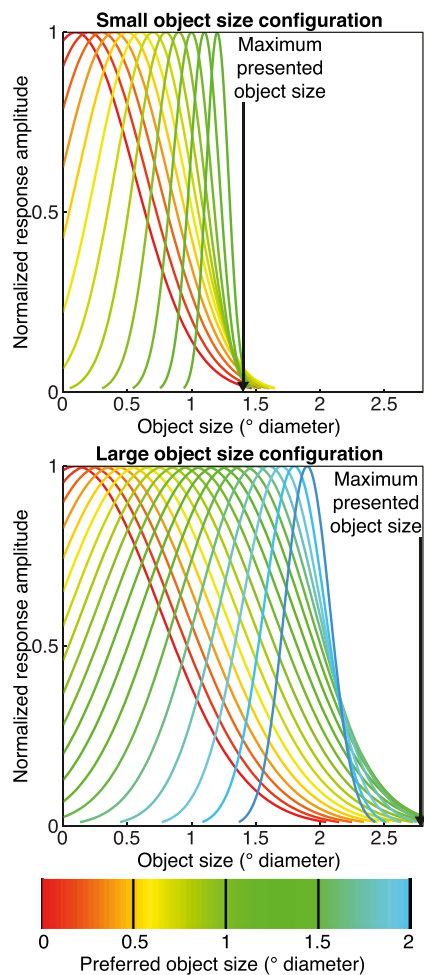 Small object size configuration
Maximum
presented
object size
Normalized response amplitude
1
0.5
0
0 0.5 1 1.5 2 2.5
Object size (° diameter)
Large object size configuration
Maximum
presented
object size
Normalized response amplitude
1
0.5
0
0 0.5 1 1.5 2 2.5
Object size (° diameter)
0 0.5 1 1.5 2
Preferred object size (° diameter)